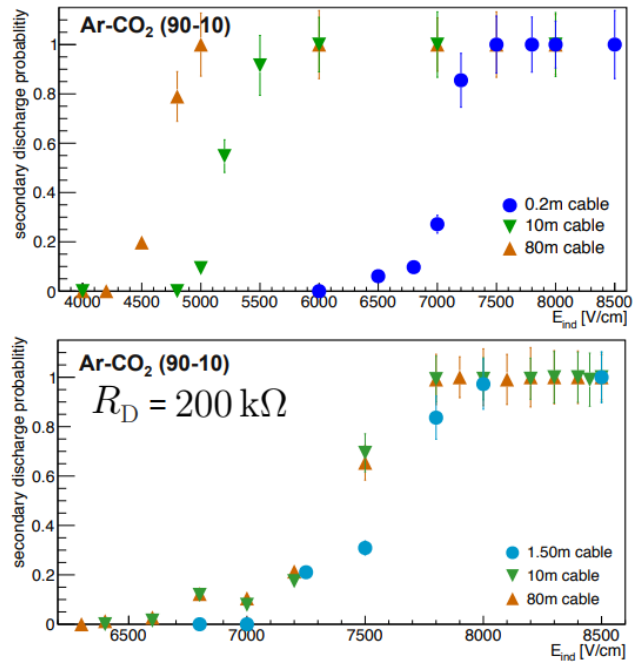 Ar-CO₂ (90-10)
secondary discharge probability
1
0.8
0.6
0.4
0.2
0
0.2m cable
10m cable
80m cable
4000 4500 5000 5500 6000 6500 7000 7500 8000 8500
E_ind [V/cm]
Ar-CO₂ (90-10)
R_D = 200 kΩ
secondary discharge probability
1
0.8
0.6
0.4
0.2
0
1.50m cable
10m cable
80m cable
6500 7000 7500 8000 8500
E_ind [V/cm]